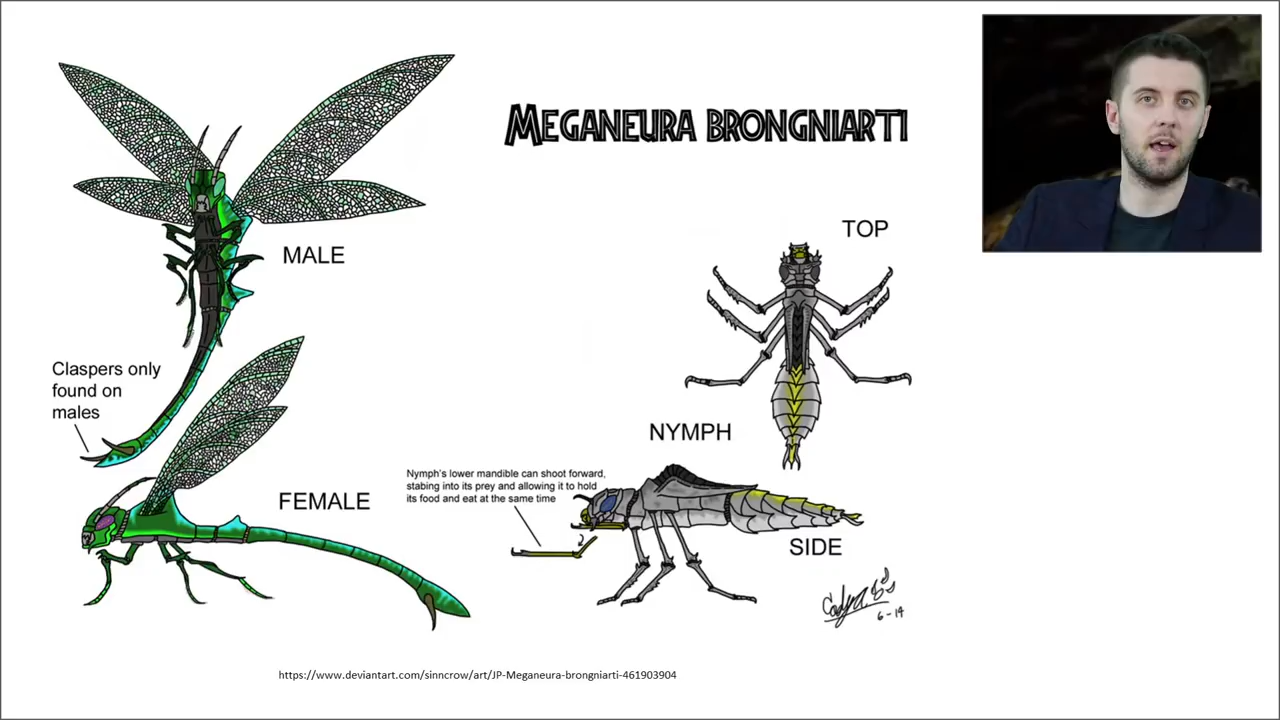 MEGANEURA BRONGNIARTI
MALE
Claspers only
found on
males
FEMALE
TOP
NYMPH
Nymph's lower mandible can shoot forward,
stabing into its prey and allowing it to hold
its food and eat at the same time
SIDE
6-14
https://www.deviantart.com/sinncrow/art/JP-Meganeura-brongniarti-461903904